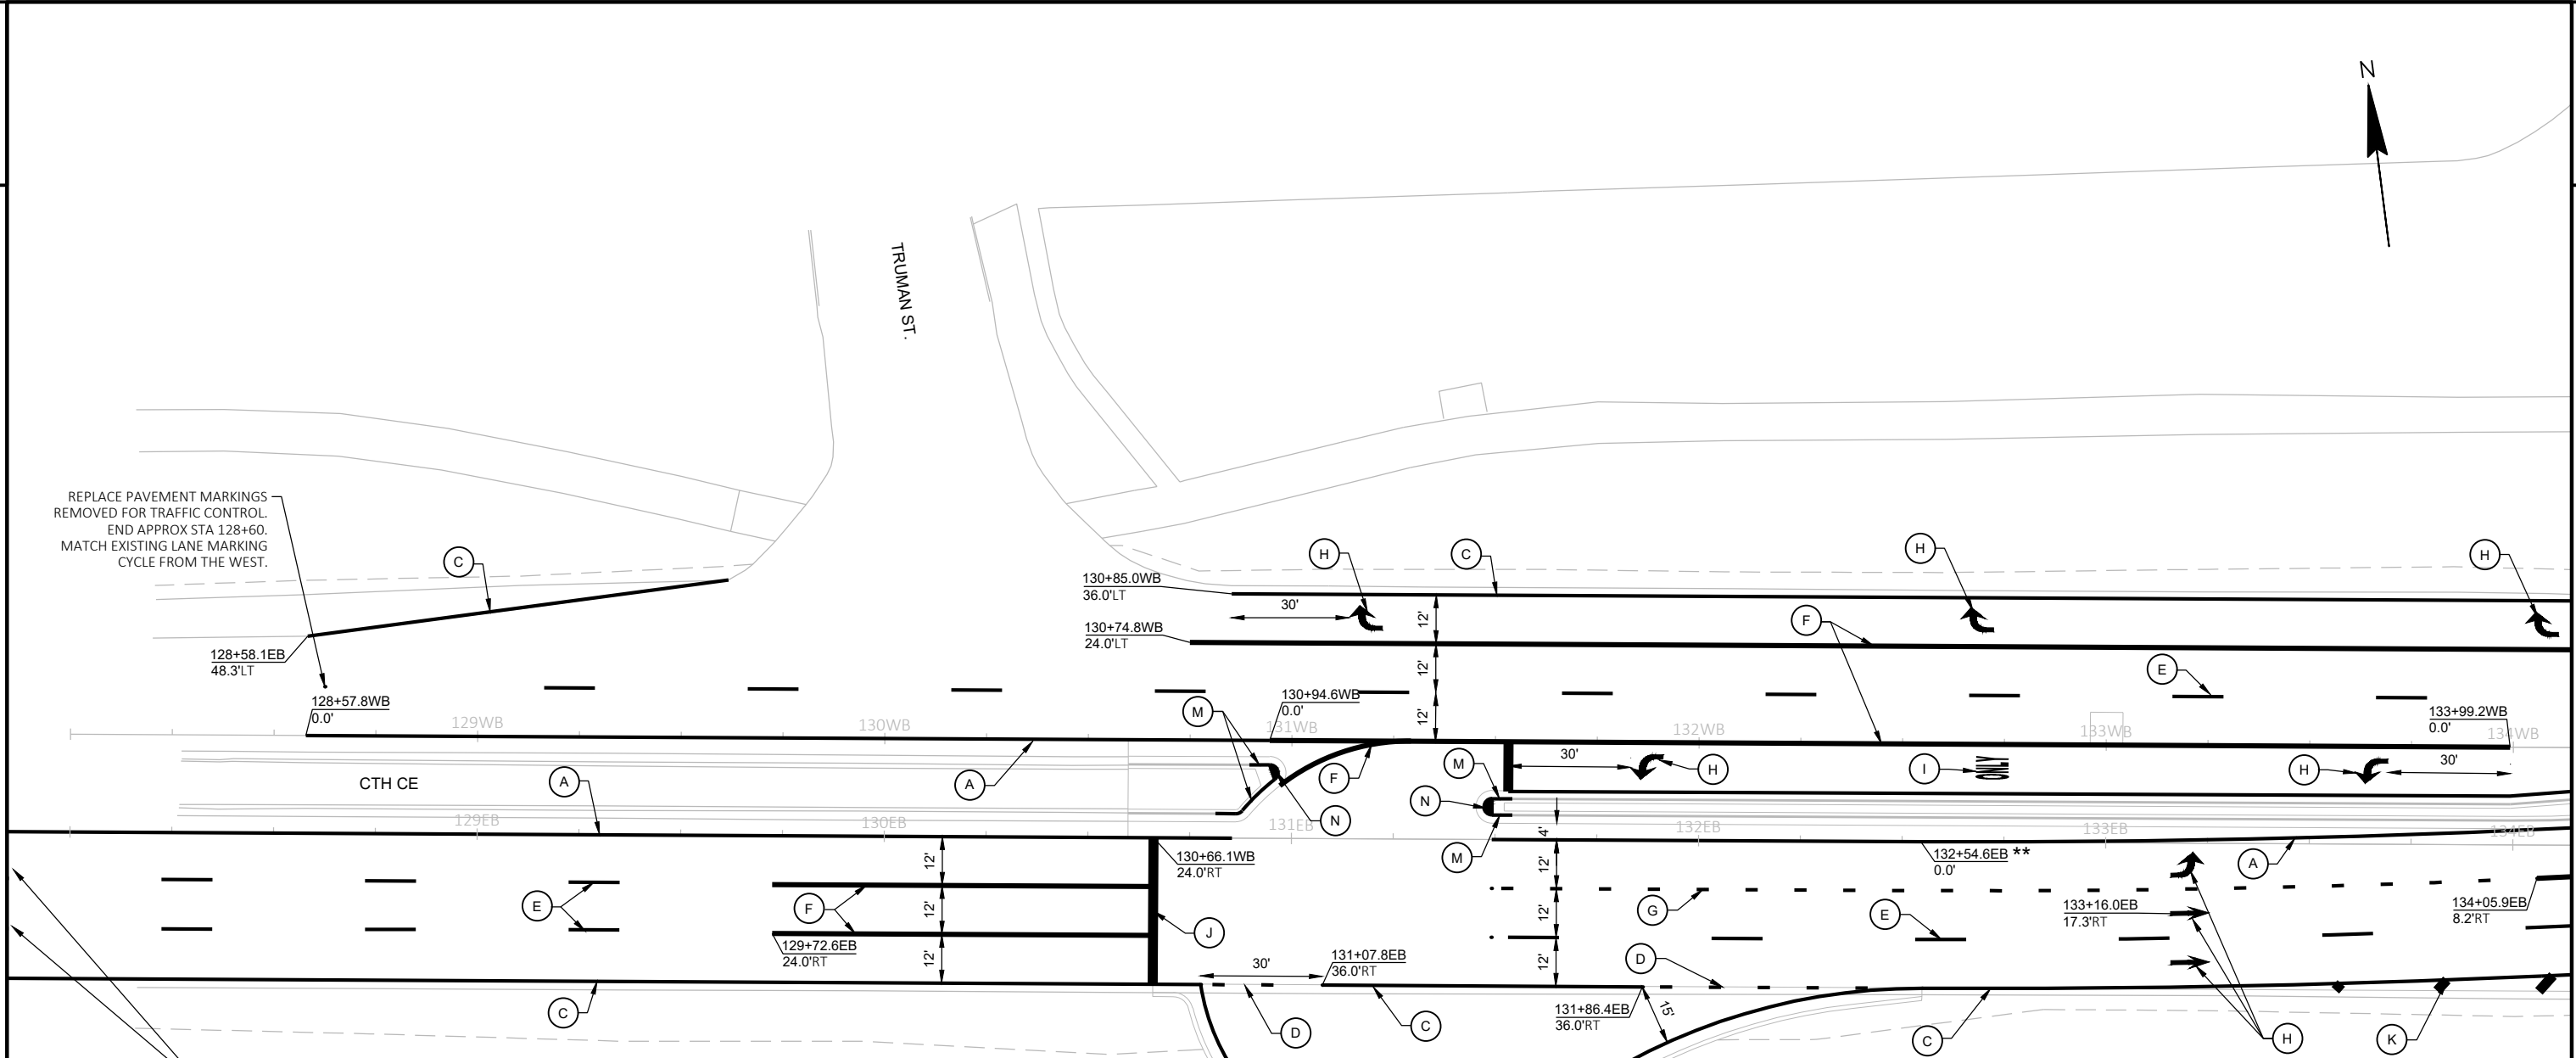 N
TRUMAN ST.
REPLACE PAVEMENT MARKINGS
REMOVED FOR TRAFFIC CONTROL.
END APPROX STA 128+60.
MATCH EXISTING LANE MARKING
CYCLE FROM THE WEST.
C
H
C
H
H
130+85.0WB
36.0'LT
30'
12'
130+74.8WB
24.0'LT
F
128+58.1EB
48.3'LT
12'
E
128+57.8WB
0.0'
M
130+94.6WB
0.0'
12'
133+99.2WB
0.0'
129WB
130WB
131WB
132WB
133WB
134WB
CTH CE
A
A
F
M
30'
H
I
ONLY
H
30'
N
N
129EB
130EB
131EB
132EB
133EB
134EB
4'
M
130+66.1WB
24.0'RT
12'
12'
132+54.6EB **
0.0'
A
E
F
12'
12'
G
E
133+16.0EB
17.3'RT
134+05.9EB
8.2'RT
J
129+72.6EB
24.0'RT
12'
30'
131+07.8EB
36.0'RT
12'
D
C
D
C
131+86.4EB
36.0'RT
15'
C
H
K